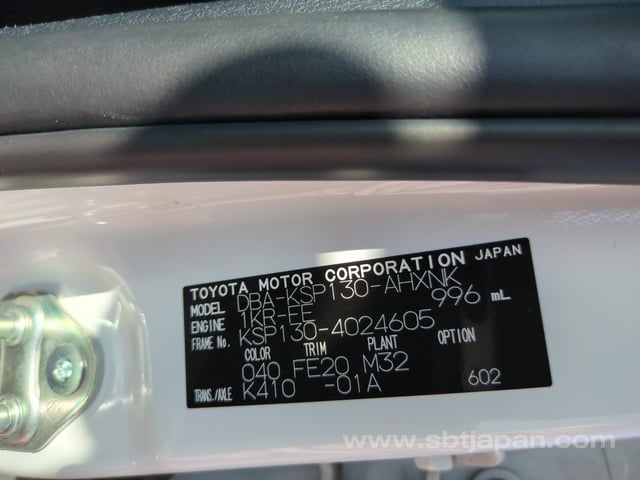 TOYOTA MOTOR CORPORATION JAPAN
MODEL DBA-KSP130-AHXNK
ENGINE 1KR-FE 996 mL
FRAME No. KSP130-4024605
COLOR TRIM PLANT OPTION
040 FE20 M32
TRANS./AXLE K410 -01A 602
www.sbtjapan.com